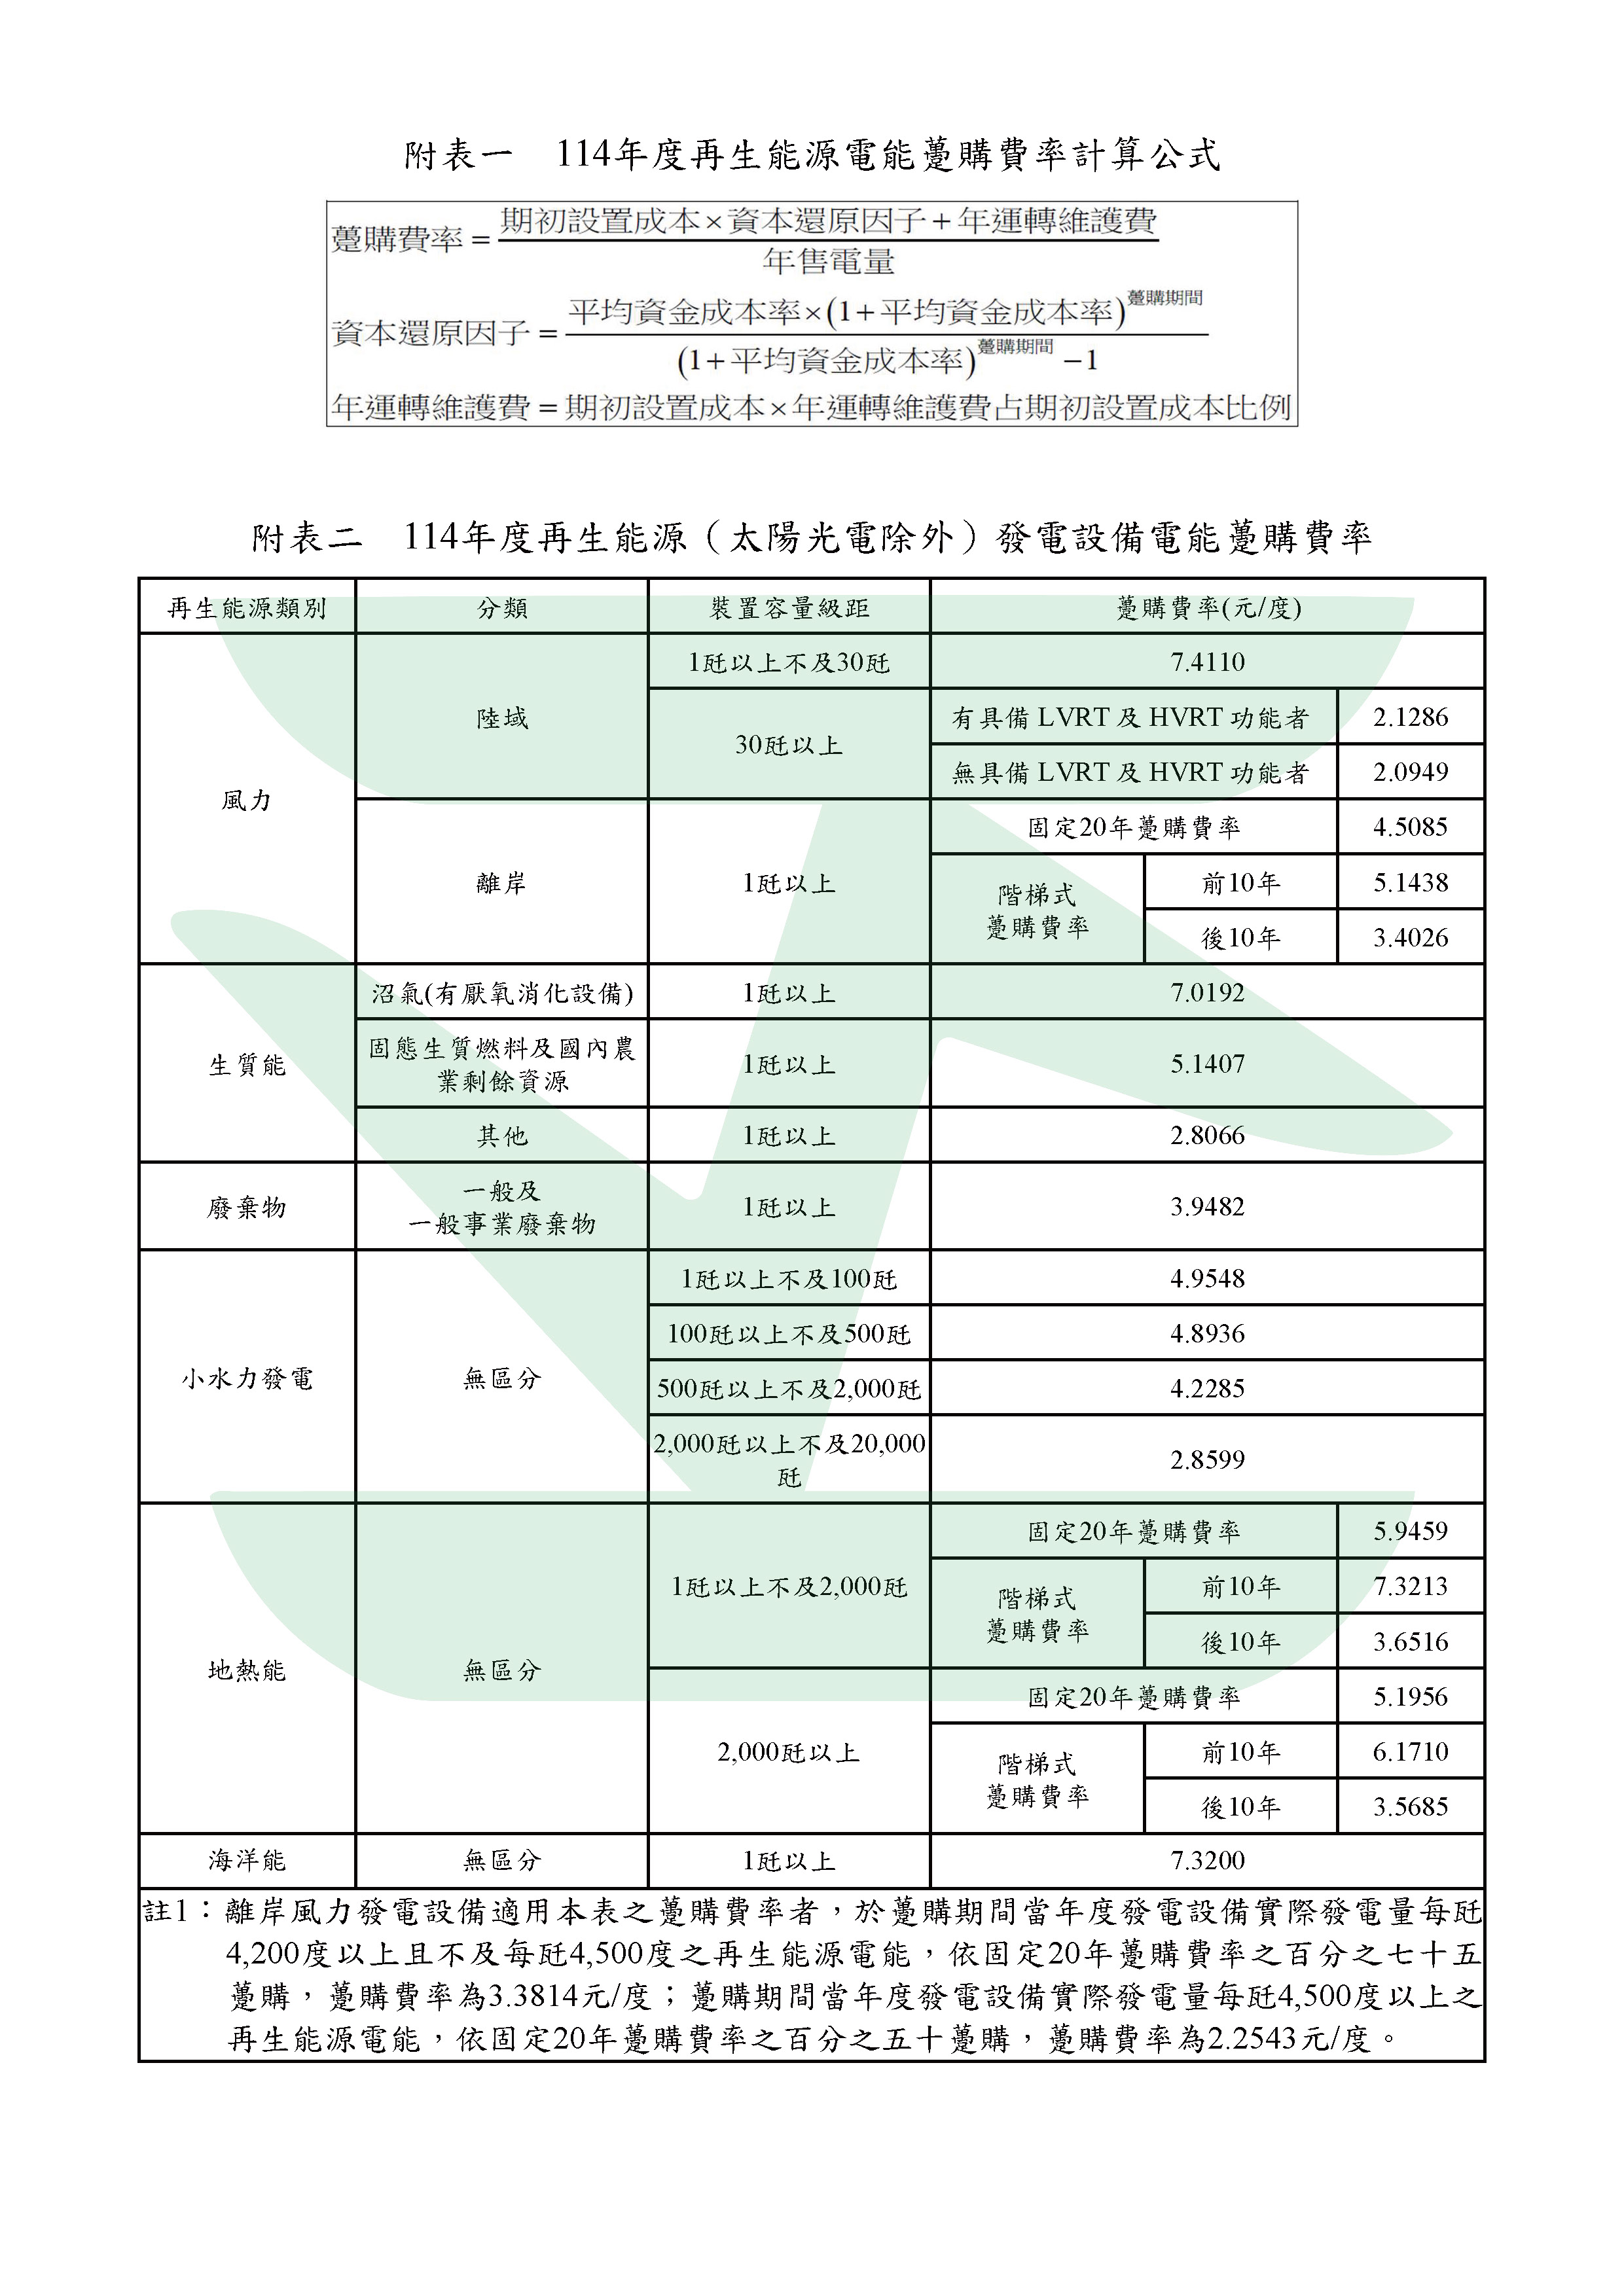 附表一　114年度再生能源電能躉購費率計算公式
躉購費率 = 期初設置成本×資本還原因子+年運轉維護費
年售電量
資本還原因子 = 平均資金成本率×(1+平均資金成本率)^躉購期間
(1+平均資金成本率)^躉購期間 −1
年運轉維護費 = 期初設置成本×年運轉維護費占期初設置成本比例
附表二　114年度再生能源（太陽光電除外）發電設備電能躉購費率
再生能源類別 分類 裝置容量級距 躉購費率(元/度)
風力 陸域 1瓩以上不及30瓩 7.4110
30瓩以上 有具備 LVRT 及 HVRT 功能者 2.1286
無具備 LVRT 及 HVRT 功能者 2.0949
離岸 1瓩以上 固定20年躉購費率 4.5085
階梯式
躉購費率 前10年 5.1438
後10年 3.4026
生質能 沼氣(有厭氧消化設備) 1瓩以上 7.0192
固態生質燃料及國內農
業剩餘資源 1瓩以上 5.1407
其他 1瓩以上 2.8066
廢棄物 一般及
一般事業廢棄物 1瓩以上 3.9482
小水力發電 無區分 1瓩以上不及100瓩 4.9548
100瓩以上不及500瓩 4.8936
500瓩以上不及2,000瓩 4.2285
2,000瓩以上不及20,000
瓩 2.8599
地熱能 無區分 1瓩以上不及2,000瓩 固定20年躉購費率 5.9459
階梯式
躉購費率 前10年 7.3213
後10年 3.6516
2,000瓩以上 固定20年躉購費率 5.1956
階梯式
躉購費率 前10年 6.1710
後10年 3.5685
海洋能 無區分 1瓩以上 7.3200
註1：離岸風力發電設備適用本表之躉購費率者，於躉購期間當年度發電設備實際發電量每瓩
4,200度以上且不及每瓩4,500度之再生能源電能，依固定20年躉購費率之百分之七十五
躉購，躉購費率為3.3814元/度；躉購期間當年度發電設備實際發電量每瓩4,500度以上之
再生能源電能，依固定20年躉購費率之百分之五十躉購，躉購費率為2.2543元/度。